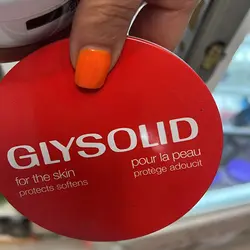 GLYSOLID
for the skin
protects softens
pour la peau
protège adoucit